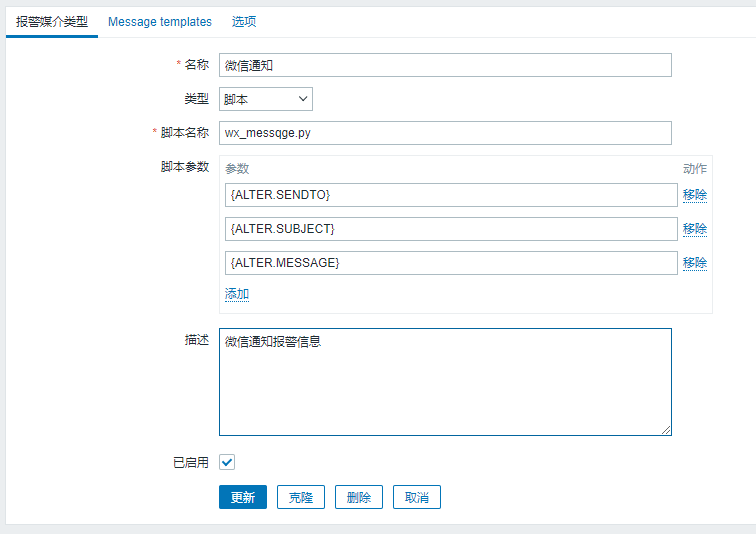 报警媒介类型 Message templates 选项
* 名称 微信通知
类型 脚本
* 脚本名称 wx_messqge.py
脚本参数 参数 动作
{ALTER.SENDTO} 移除
{ALTER.SUBJECT} 移除
{ALTER.MESSAGE} 移除
添加
描述 微信通知报警信息
已启用
更新 克隆 删除 取消